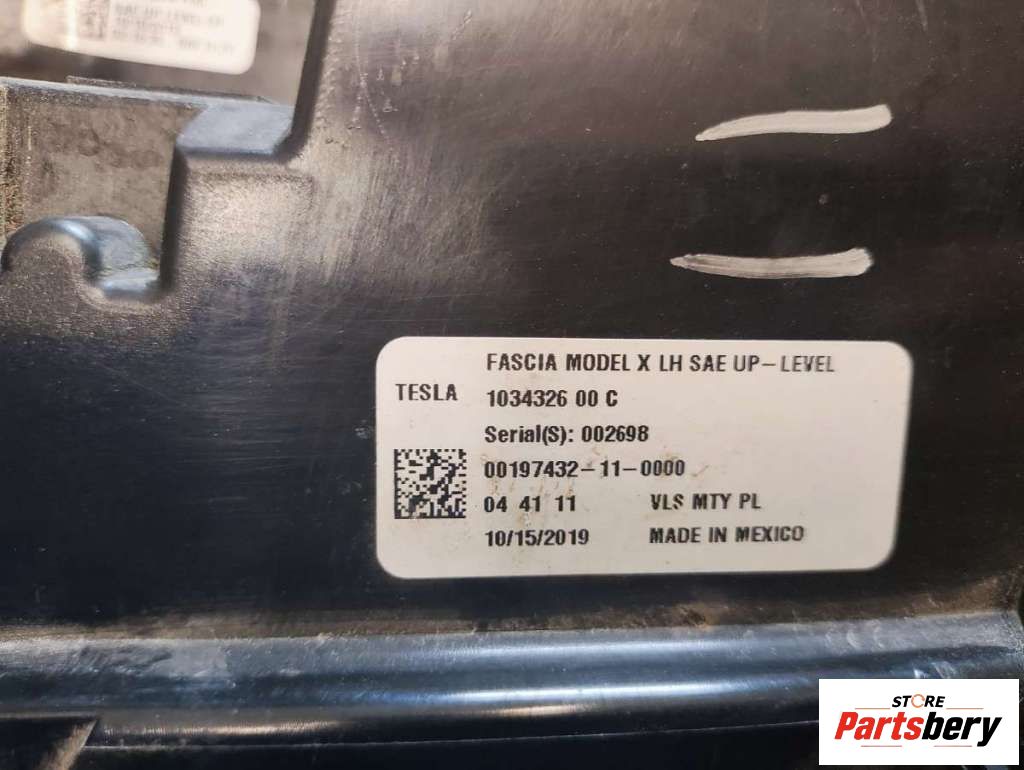 FASCIA MODEL X LH SAE UP-LEVEL
TESLA 1034326 00 C
Serial(S): 002698
00197432-11-0000
04 41 11 VLS MTY PL
10/15/2019 MADE IN MEXICO
STORE
Partsbery